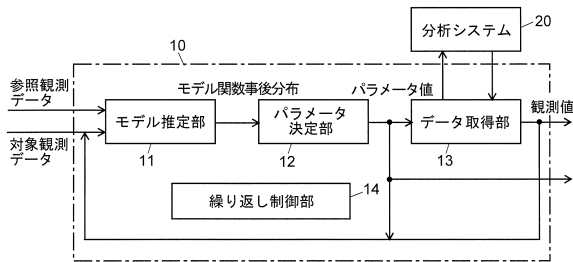 分析システム
20
10
参照観測
データ
モデル関数事後分布
パラメータ値
観測値
モデル推定部
パラメータ
決定部
データ取得部
対象観測
データ
11
12
13
繰り返し制御部
14